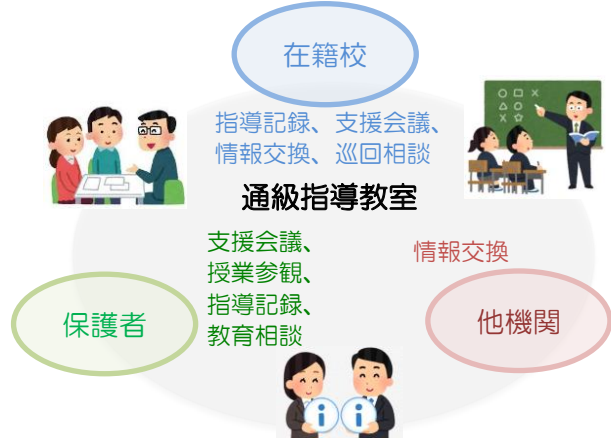 在籍校
指導記録、支援会議、
情報交換、巡回相談
通級指導教室
支援会議、
授業参観、
指導記録、
教育相談
情報交換
保護者
他機関